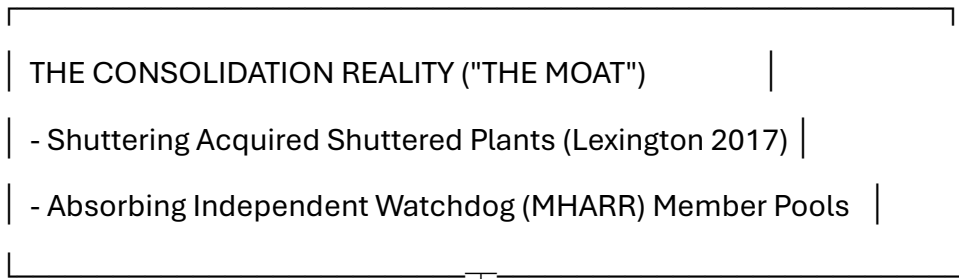 THE CONSOLIDATION REALITY ("THE MOAT")
- Shuttering Acquired Shuttered Plants (Lexington 2017)
- Absorbing Independent Watchdog (MHARR) Member Pools